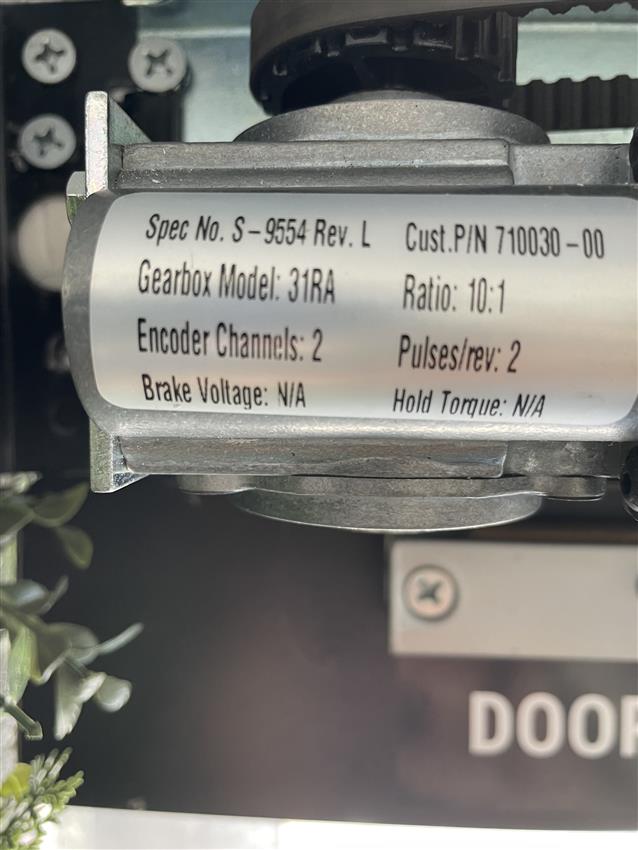 Spec No. S-9554 Rev. L Cust.P/N 710030-00
Gearbox Model: 31RA Ratio: 10:1
Encoder Channels: 2 Pulses/rev: 2
Brake Voltage: N/A Hold Torque: N/A
DOOR